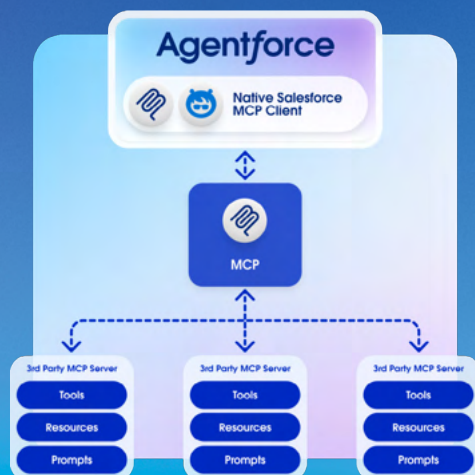 Agentforce
Native Salesforce
MCP Client
MCP
3rd Party MCP Server
Tools
Resources
Prompts
3rd Party MCP Server
Tools
Resources
Prompts
3rd Party MCP Server
Tools
Resources
Prompts